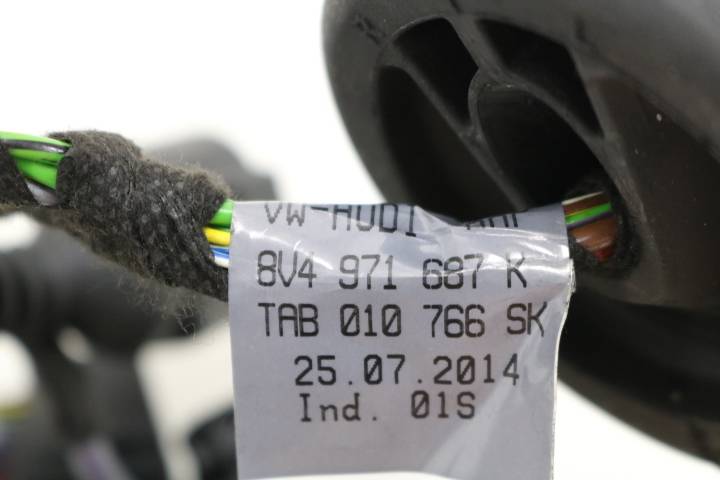 VW-AUDI
8V4 971 687 K
TAB 010 766 SK
25.07.2014
Ind. 01S